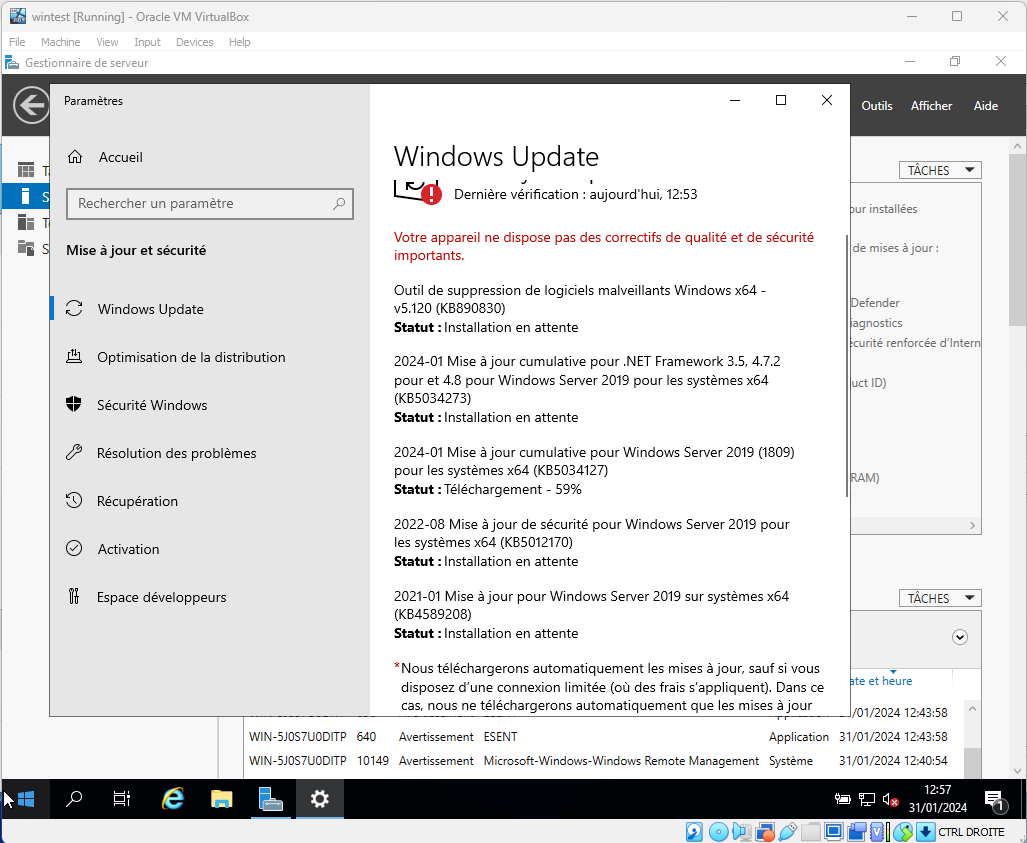 wintest [Running] - Oracle VM VirtualBox
File Machine View Input Devices Help
Gestionnaire de serveur
Paramètres
Outils Afficher Aide
Accueil
Rechercher un paramètre
Mise à jour et sécurité
Windows Update
Optimisation de la distribution
Sécurité Windows
Résolution des problèmes
Récupération
Activation
Espace développeurs
Windows Update
Dernière vérification : aujourd'hui, 12:53
Votre appareil ne dispose pas des correctifs de qualité et de sécurité
importants.
Outil de suppression de logiciels malveillants Windows x64 -
v5.120 (KB890830)
Statut : Installation en attente
2024-01 Mise à jour cumulative pour .NET Framework 3.5, 4.7.2
pour et 4.8 pour Windows Server 2019 pour les systèmes x64
(KB5034273)
Statut : Installation en attente
2024-01 Mise à jour cumulative pour Windows Server 2019 (1809)
pour les systèmes x64 (KB5034127)
Statut : Téléchargement - 59%
2022-08 Mise à jour de sécurité pour Windows Server 2019 pour
les systèmes x64 (KB5012170)
Statut : Installation en attente
2021-01 Mise à jour pour Windows Server 2019 sur systèmes x64
(KB4589208)
Statut : Installation en attente
*Nous téléchargerons automatiquement les mises à jour, sauf si vous
disposez d'une connexion limitée (où des frais s'appliquent). Dans ce
cas, nous ne téléchargerons automatiquement que les mises à jour
TÂCHES
our installées
de mises à jour :
Defender
iagnostics
écurité renforcée d'Intern
uct ID)
RAM)
TÂCHES
ate et heure
31/01/2024 12:43:58
WIN-5J0S7U0DITP 640 Avertissement ESENT Application 31/01/2024 12:43:58
WIN-5J0S7U0DITP 10149 Avertissement Microsoft-Windows-Windows Remote Management Système 31/01/2024 12:40:54
12:57
31/01/2024
1
CTRL DROITE